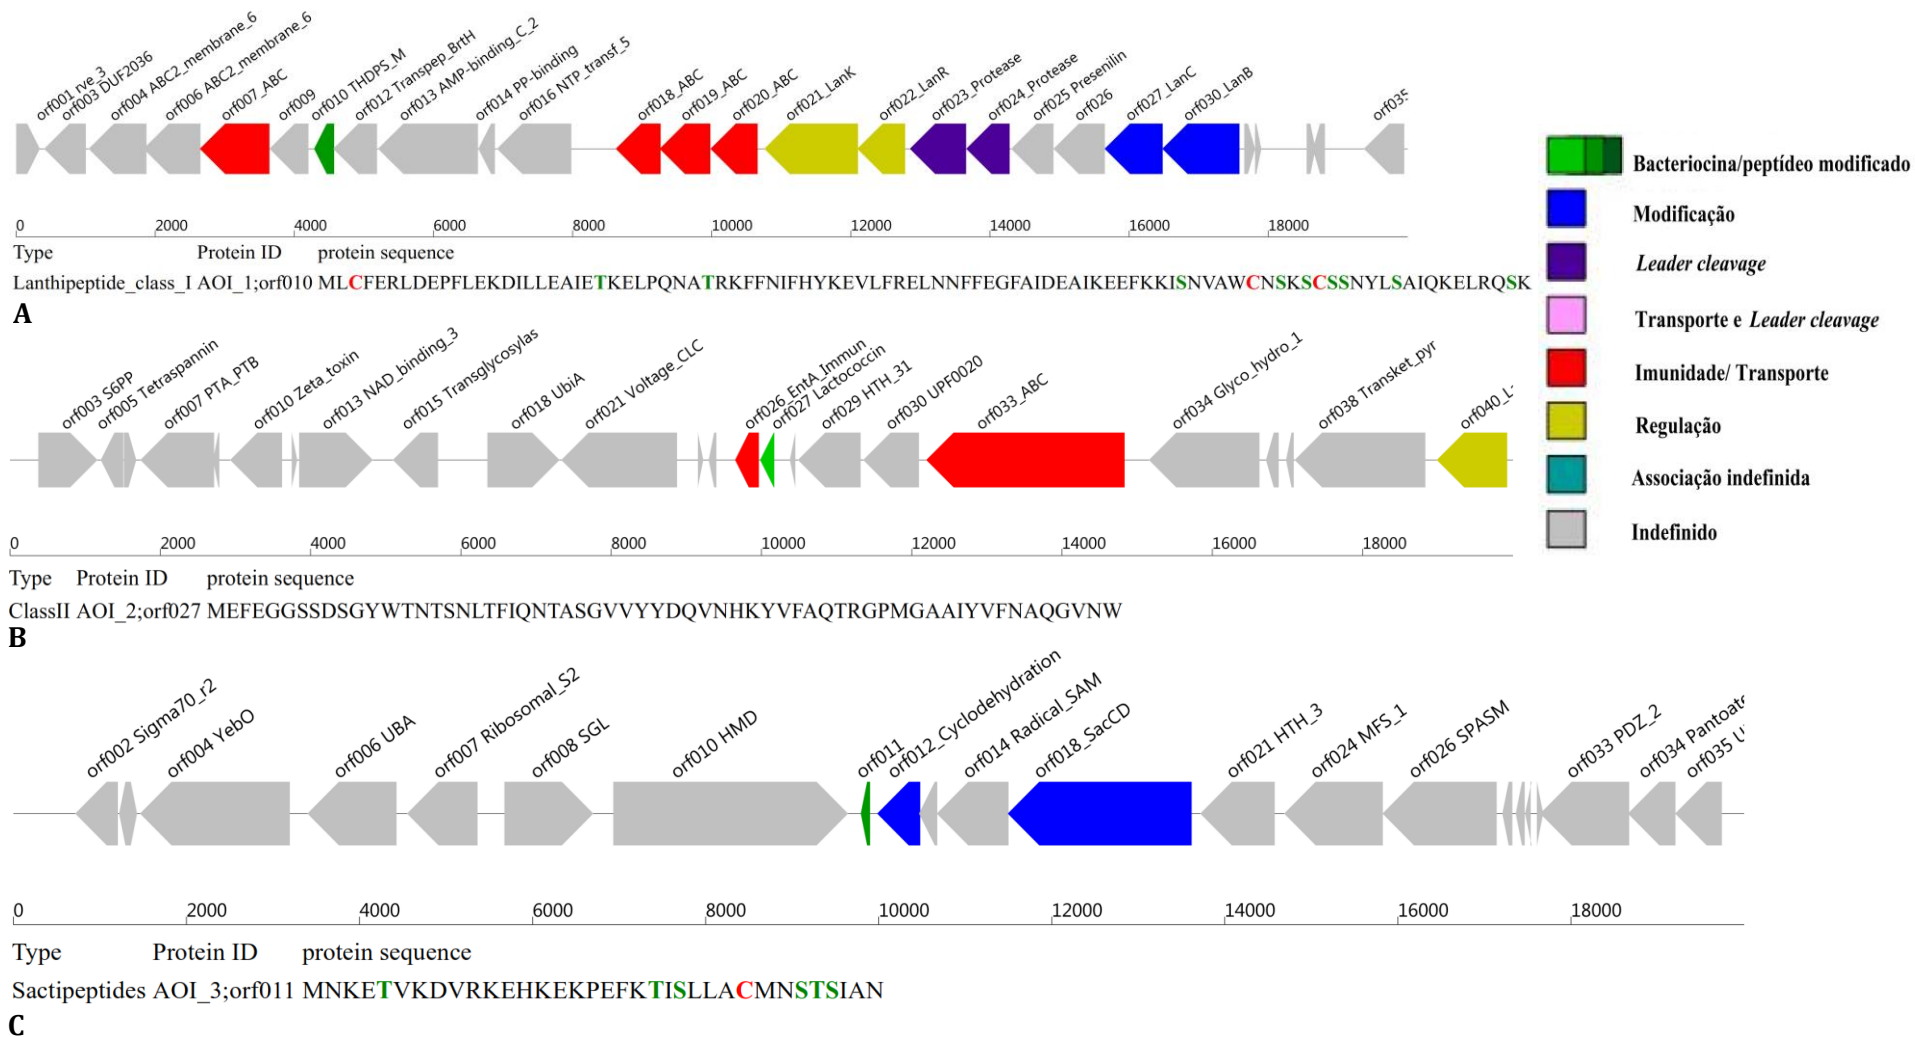 orf001 rve_3
orf003 DUF2036
orf004 ABC2_membrane_6
orf006 ABC2_membrane_6
orf007_ABC
orf009
orf010 THDPS_M
orf012 Transpep_BrtH
orf013 AMP-binding_C_2
orf014 PP-binding
orf016 NTP_transf_5
orf018_ABC
orf019_ABC
orf020_ABC
orf021_LanK
orf022_LanR
orf023_Protease
orf024_Protease
orf025 Presenilin
orf026
orf027_LanC
orf030_LanB
orf035
0 2000 4000 6000 8000 10000 12000 14000 16000 18000
Type Protein ID protein sequence
Lanthipeptide_class_I AOI_1;orf010 MLCFERLDEPFLEKDILLEAIETKELPQNATRKFFNIFHYKEVLFRELNNFFEGFAIDEAIKEEFKKISNVAWCNSKSCSSNYLSAIQKELRQSK
A
orf003 S6PP
orf005 Tetraspannin
orf007 PTA_PTB
orf010 Zeta_toxin
orf013 NAD_binding_3
orf015 Transglycosylas
orf018 UbiA
orf021 Voltage_CLC
orf026_EntA_Immun
orf027 Lactococcin
orf029 HTH_31
orf030 UPF0020
orf033_ABC
orf034 Glyco_hydro_1
orf038 Transket_pyr
orf040_L
0 2000 4000 6000 8000 10000 12000 14000 16000 18000
Type Protein ID protein sequence
ClassII AOI_2;orf027 MEFEGGSSDSGYWTNTSNLTFIQNTASGVVYYDQVNHKYVFAQTRGPMGAAIYVFNAQGVNW
B
orf002 Sigma70_r2
orf004 YebO
orf006 UBA
orf007 Ribosomal_S2
orf008 SGL
orf010 HMD
orf011
orf012_Cyclodehydration
orf014 Radical_SAM
orf018_SacCD
orf021 HTH_3
orf024 MFS_1
orf026 SPASM
orf033 PDZ_2
orf034 Pantoate
orf035 U
0 2000 4000 6000 8000 10000 12000 14000 16000 18000
Type Protein ID protein sequence
Sactipeptides AOI_3;orf011 MNKETVKDVRKEHKEKPEFKTISLLACMNSTSIAN
C
Bacteriocina/peptídeo modificado
Modificação
Leader cleavage
Transporte e Leader cleavage
Imunidade/ Transporte
Regulação
Associação indefinida
Indefinido